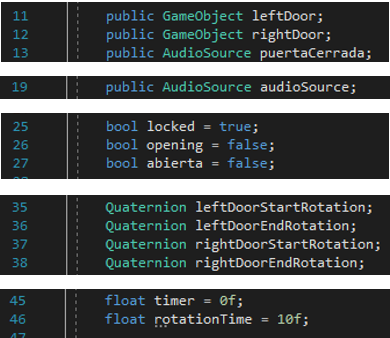 11 public GameObject leftDoor;
12 public GameObject rightDoor;
13 public AudioSource puertaCerrada;
19 public AudioSource audioSource;
25 bool locked = true;
26 bool opening = false;
27 bool abierta = false;
35 Quaternion leftDoorStartRotation;
36 Quaternion leftDoorEndRotation;
37 Quaternion rightDoorStartRotation;
38 Quaternion rightDoorEndRotation;
45 float timer = 0f;
46 float rotationTime = 10f;